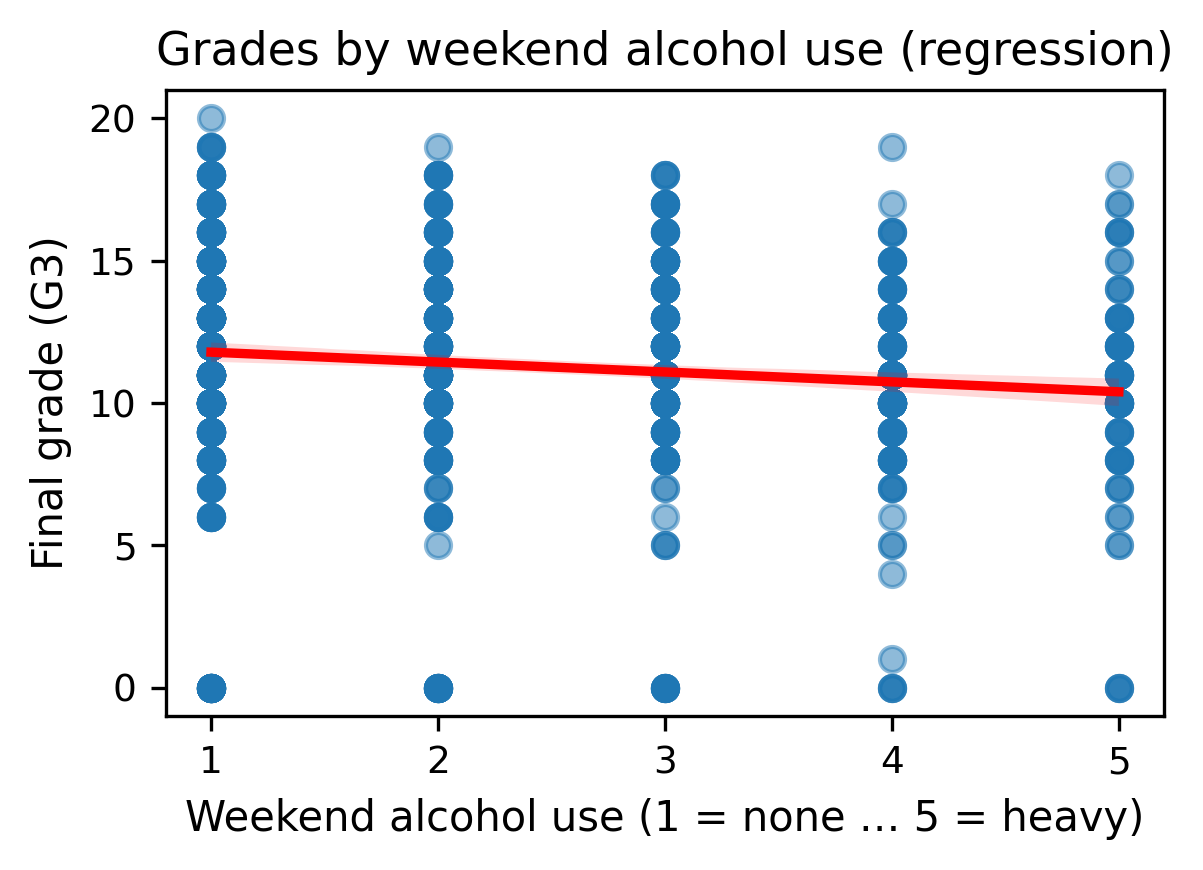 Grades by weekend alcohol use (regression)
20
15
10
5
0
Final grade (G3)
1 2 3 4 5
Weekend alcohol use (1 = none ... 5 = heavy)